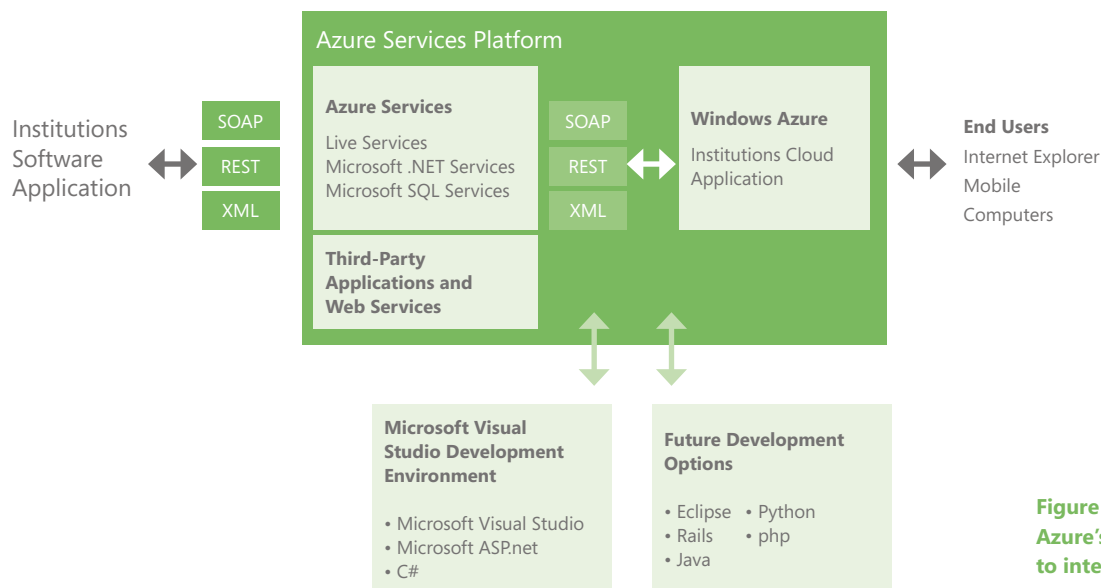 Azure Services Platform
Institutions
Software
Application
SOAP
REST
XML
Azure Services
Live Services
Microsoft .NET Services
Microsoft SQL Services
Third-Party
Applications and
Web Services
SOAP
REST
XML
Windows Azure
Institutions Cloud
Application
End Users
Internet Explorer
Mobile
Computers
Microsoft Visual
Studio Development
Environment
• Microsoft Visual Studio
• Microsoft ASP.net
• C#
Future Development
Options
• Eclipse • Python
• Rails • php
• Java
Figure
Azure's
to inte